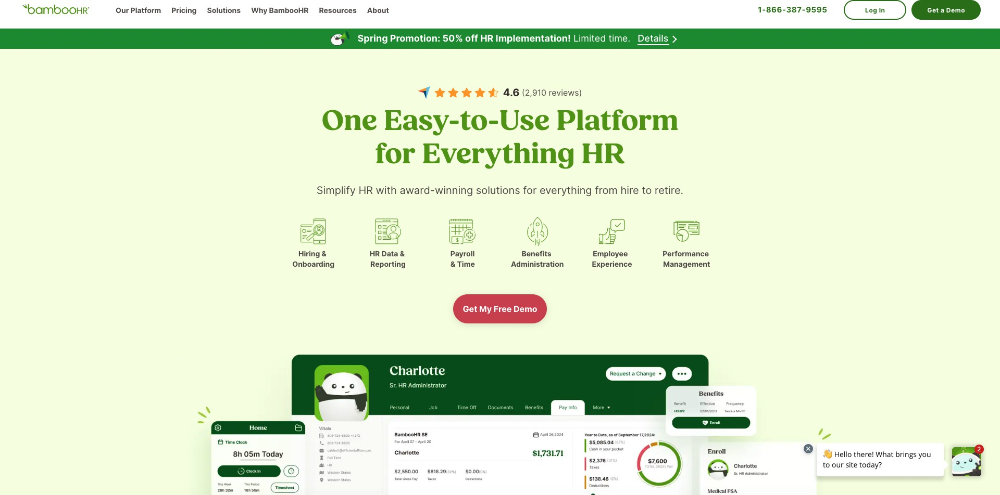 bambooHR
Our Platform
Pricing
Solutions
Why BambooHR
Resources
About
1-866-387-9595
Log In
Get a Demo
Spring Promotion: 50% off HR Implementation! Limited time. Details
4.6 (2,910 reviews)
One Easy-to-Use Platform
for Everything HR
Simplify HR with award-winning solutions for everything from hire to retire.
Hiring &
Onboarding
HR Data &
Reporting
Payroll
& Time
Benefits
Administration
Employee
Experience
Performance
Management
Get My Free Demo
Charlotte
Sr. HR Administrator
Request a Change
Personal
Job
Time Off
Documents
Benefits
Pay Info
More
Benefits
Benefit Effective Frequency
HDHP2 02/01/2023 Twice a Month
Enroll
Home
Time Clock
8h 05m Today
Clock In
This Week
28h 32m
This Period
16h 56m
Timesheet
Vitals
801-724-6600 +1272
801-724-6600
cabbott@efficientoffice.com
Full Time
HR
Western States
Western States
BambooHR SE
For April 07 - April 20
April 26,2024
Charlotte
$1,731.71
$2,550.00
Total Gross Pay
$818.29(32%)
Taxes
$0.00(0%)
Deductions
Year to Date, as of September 17,2024:
$5,085.04 (67%)
Cash in your pocket
$2,376 (31%)
Taxes
$138.46 (2%)
Deductions
$7,600
TOTAL GROSS PAY
Enroll
Charlotte
Sr. HR Administrator
Medical FSA
Hello there! What brings you
to our site today?
2